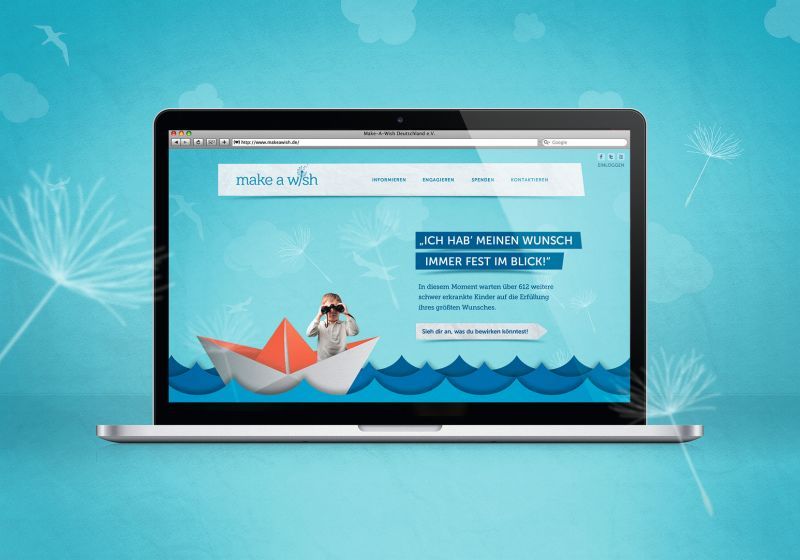 Make-A-Wish Deutschland e.V.
http://www.makeawish.de/
Google
EINLOGGEN
make a wish
INFORMIEREN ENGAGIEREN SPENDEN KONTAKTIEREN
„ICH HAB' MEINEN WUNSCH
IMMER FEST IM BLICK!“
In diesem Moment warten über 612 weitere
schwer erkrankte Kinder auf die Erfüllung
ihres größten Wunsches.
Sieh dir an, was du bewirken könntest!